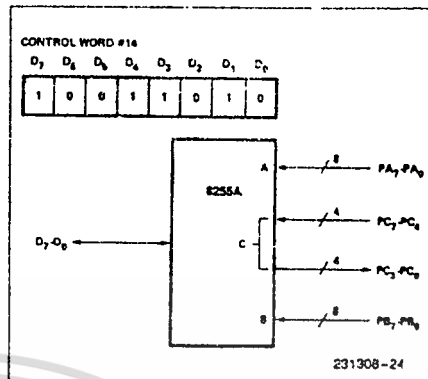 CONTROL WORD #14
D7 D6 D5 D4 D3 D2 D1 D0
1 0 0 1 1 0 1 0
A 8 PA7-PA0
8255A
4 PC7-PC4
D7-D0 C
4 PC3-PC0
B 8 PB7-PB0
231308-24